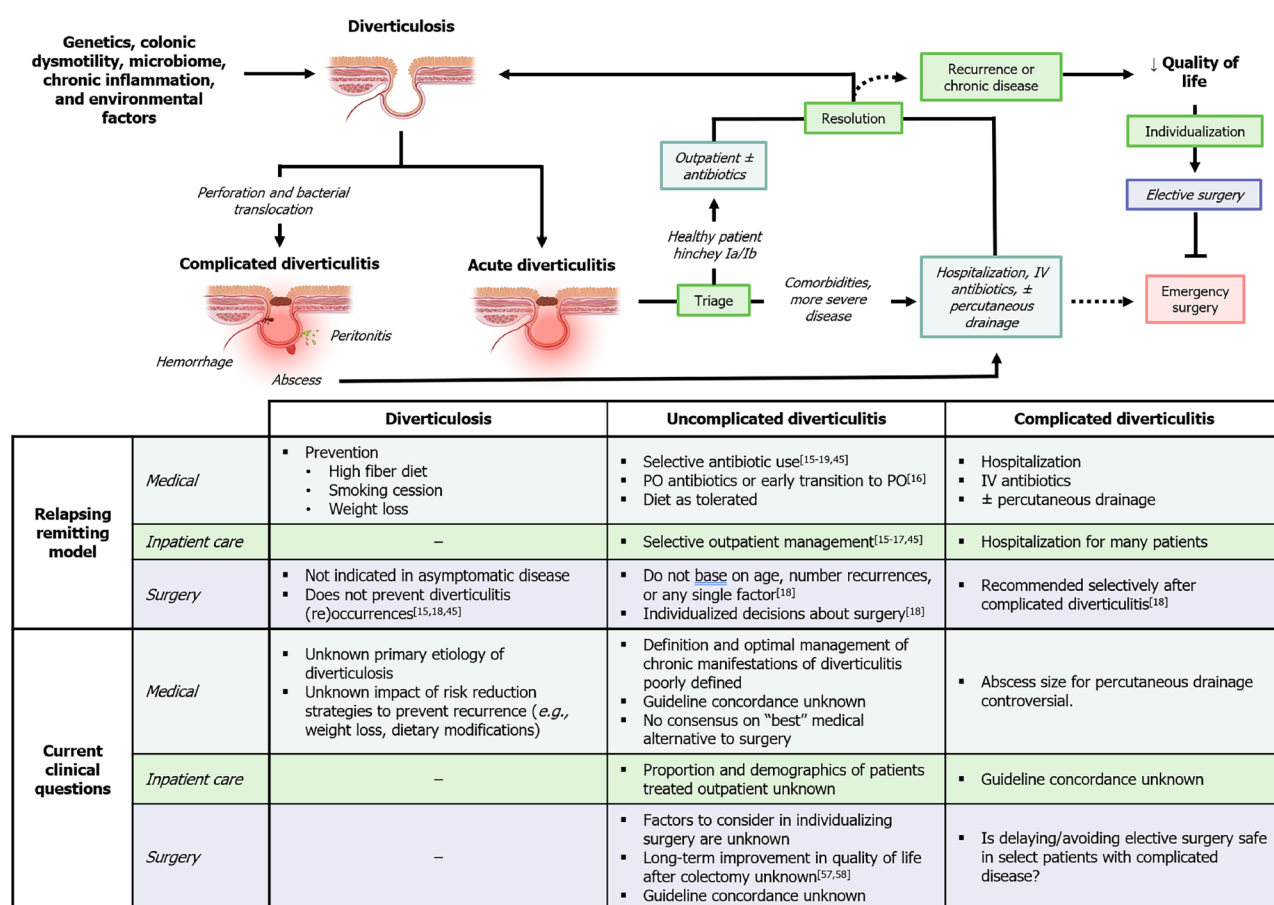 Diverticulosis
Genetics, colonic
dysmotility, microbiome,
chronic inflammation,
and environmental
factors
Recurrence or
chronic disease
↓ Quality of
life
Resolution
Individualization
Outpatient ±
antibiotics
Elective surgery
Perforation and bacterial
translocation
Healthy patient
hinchey Ia/Ib
Complicated diverticulitis
Acute diverticulitis
Triage
Comorbidities,
more severe
disease
Hospitalization, IV
antibiotics, ±
percutaneous
drainage
Emergency
surgery
Peritonitis
Hemorrhage
Abscess
Diverticulosis
Uncomplicated diverticulitis
Complicated diverticulitis
Relapsing
remitting
model
Medical
▪ Prevention
• High fiber diet
• Smoking cession
• Weight loss
▪ Selective antibiotic use[15-19,45]
▪ PO antibiotics or early transition to PO[16]
▪ Diet as tolerated
▪ Hospitalization
▪ IV antibiotics
▪ ± percutaneous drainage
Inpatient care
–
▪ Selective outpatient management[15-17,45]
▪ Hospitalization for many patients
Surgery
▪ Not indicated in asymptomatic disease
▪ Does not prevent diverticulitis
(re)occurrences[15,18,45]
▪ Do not base on age, number recurrences,
or any single factor[18]
▪ Individualized decisions about surgery[18]
▪ Recommended selectively after
complicated diverticulitis[18]
Current
clinical
questions
Medical
▪ Unknown primary etiology of
diverticulosis
▪ Unknown impact of risk reduction
strategies to prevent recurrence (e.g.,
weight loss, dietary modifications)
▪ Definition and optimal management of
chronic manifestations of diverticulitis
poorly defined
▪ Guideline concordance unknown
▪ No consensus on “best” medical
alternative to surgery
▪ Abscess size for percutaneous drainage
controversial.
Inpatient care
–
▪ Proportion and demographics of patients
treated outpatient unknown
▪ Guideline concordance unknown
Surgery
–
▪ Factors to consider in individualizing
surgery are unknown
▪ Long-term improvement in quality of life
after colectomy unknown[57,58]
▪ Guideline concordance unknown
▪ Is delaying/avoiding elective surgery safe
in select patients with complicated
disease?